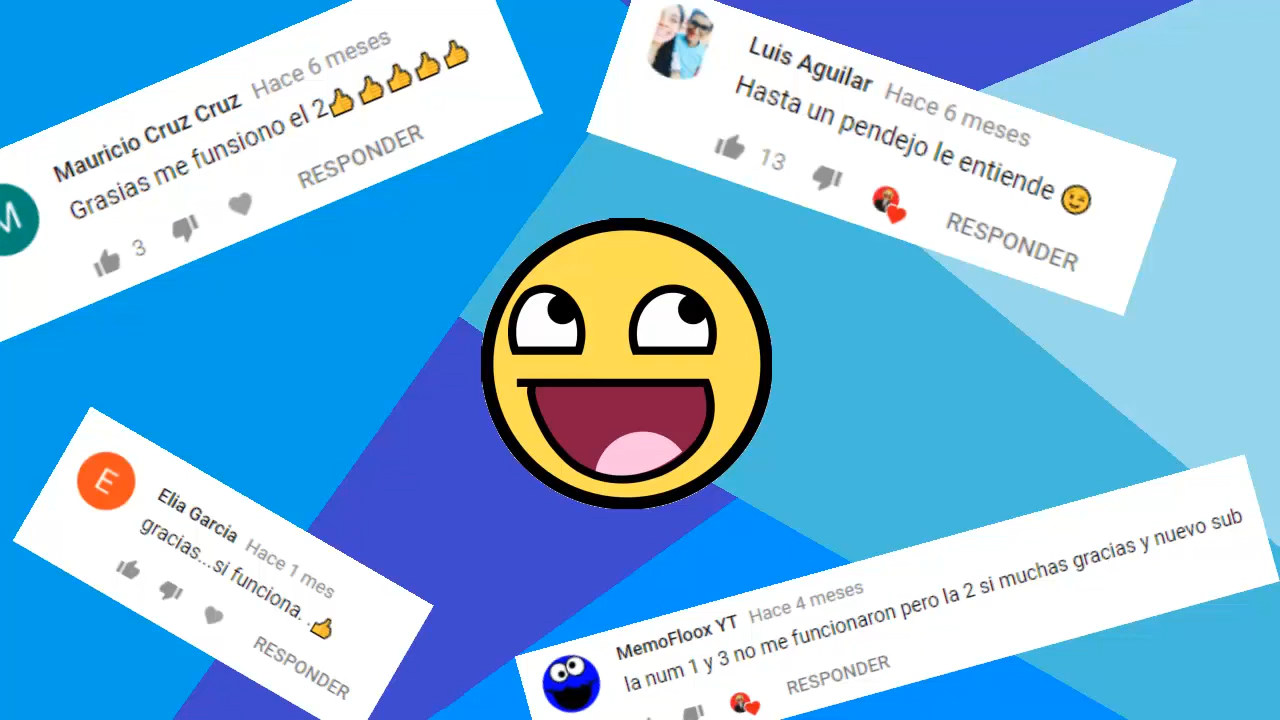 Mauricio Cruz Cruz Hace 6 meses
Grasias me funsiono el 2👍👍👍👍👍
3 RESPONDER
M
Luis Aguilar Hace 6 meses
Hasta un pendejo le entiende 😉
13 RESPONDER
E
Elia Garcia Hace 1 mes
gracias...si funciona. .👍
RESPONDER
MemoFloox YT Hace 4 meses
la num 1 y 3 no me funcionaron pero la 2 si muchas gracias y nuevo sub
RESPONDER